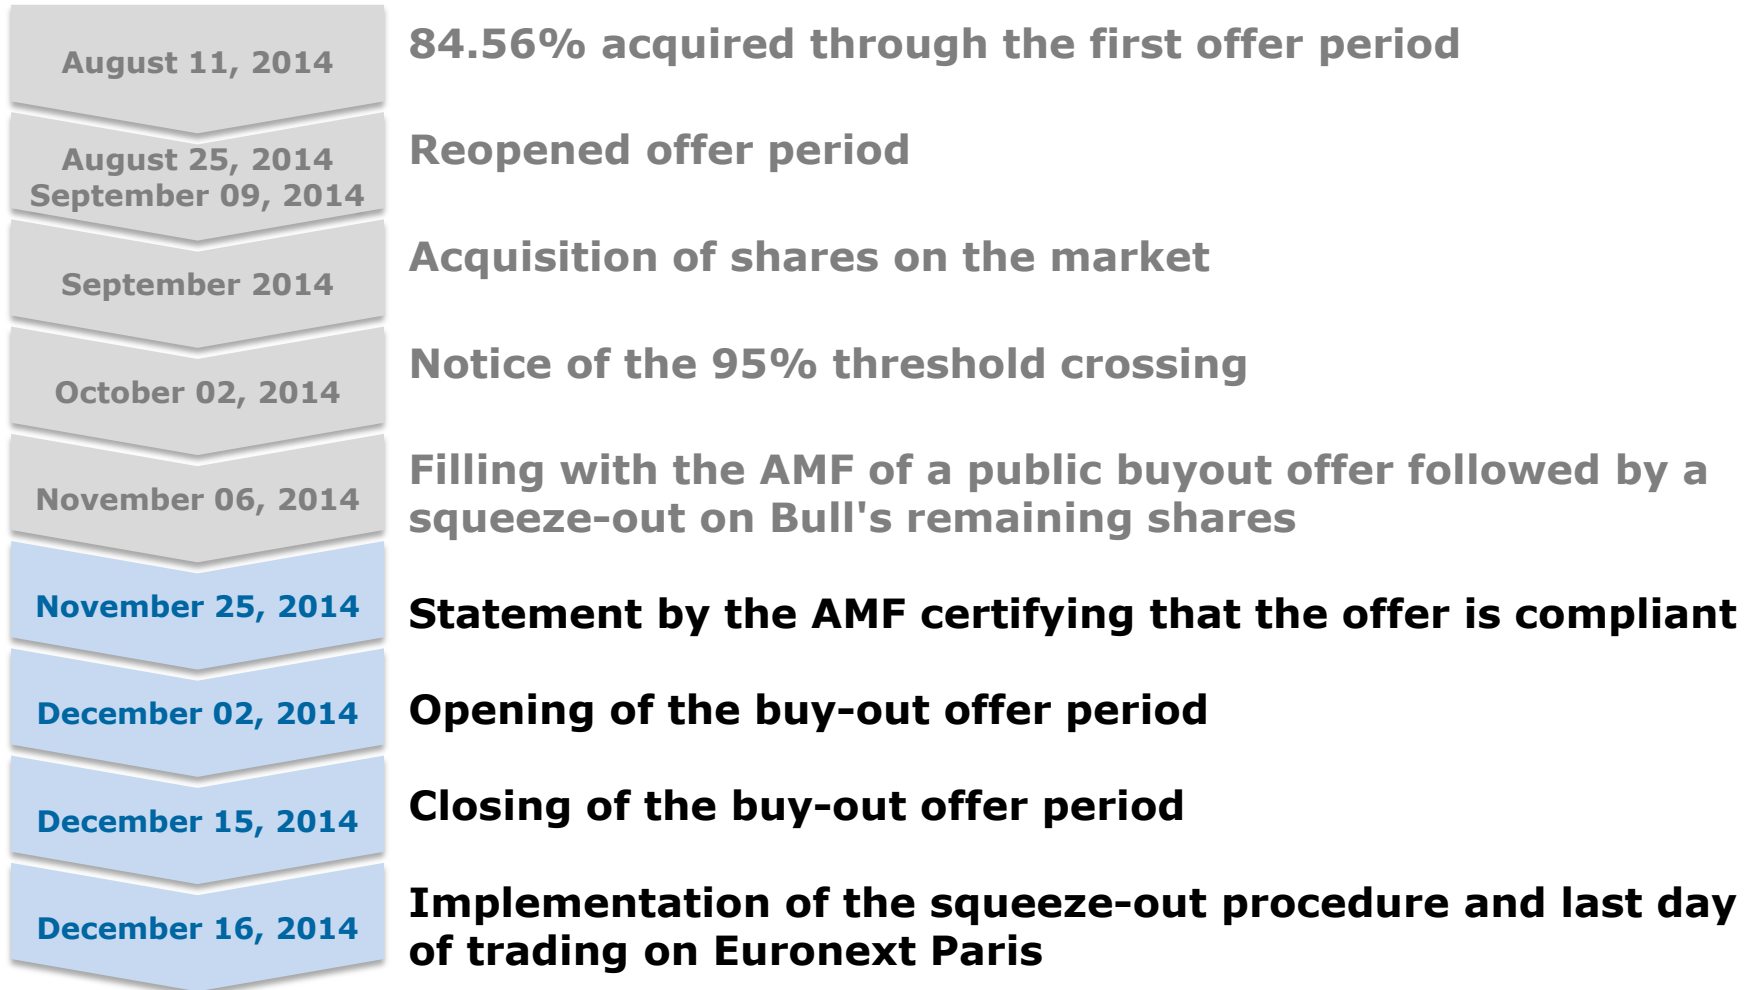 August 11, 2014
84.56% acquired through the first offer period
August 25, 2014
September 09, 2014
Reopened offer period
September 2014
Acquisition of shares on the market
October 02, 2014
Notice of the 95% threshold crossing
November 06, 2014
Filling with the AMF of a public buyout offer followed by a
squeeze-out on Bull's remaining shares
November 25, 2014
Statement by the AMF certifying that the offer is compliant
December 02, 2014
Opening of the buy-out offer period
December 15, 2014
Closing of the buy-out offer period
December 16, 2014
Implementation of the squeeze-out procedure and last day
of trading on Euronext Paris